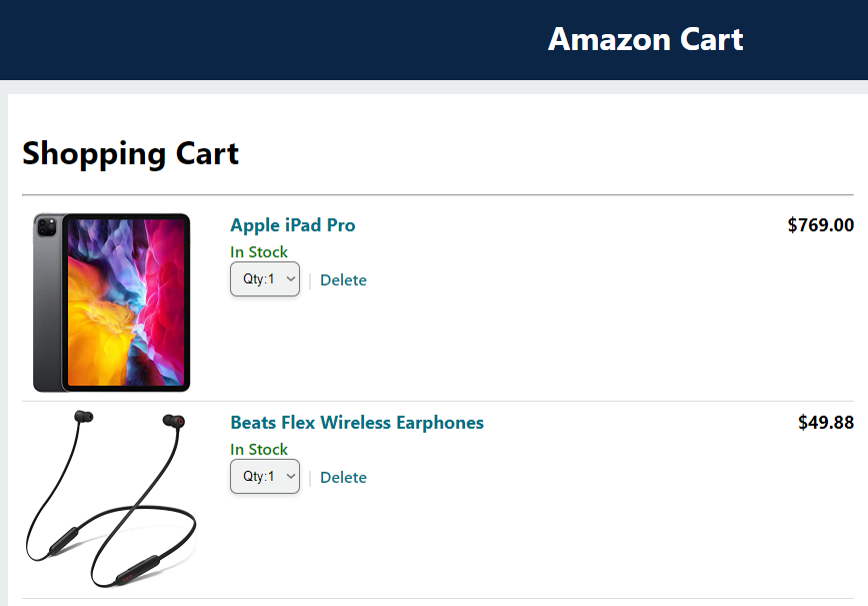 Amazon Cart
Shopping Cart
Apple iPad Pro $769.00
In Stock
Qty:1 | Delete
Beats Flex Wireless Earphones $49.88
In Stock
Qty:1 | Delete